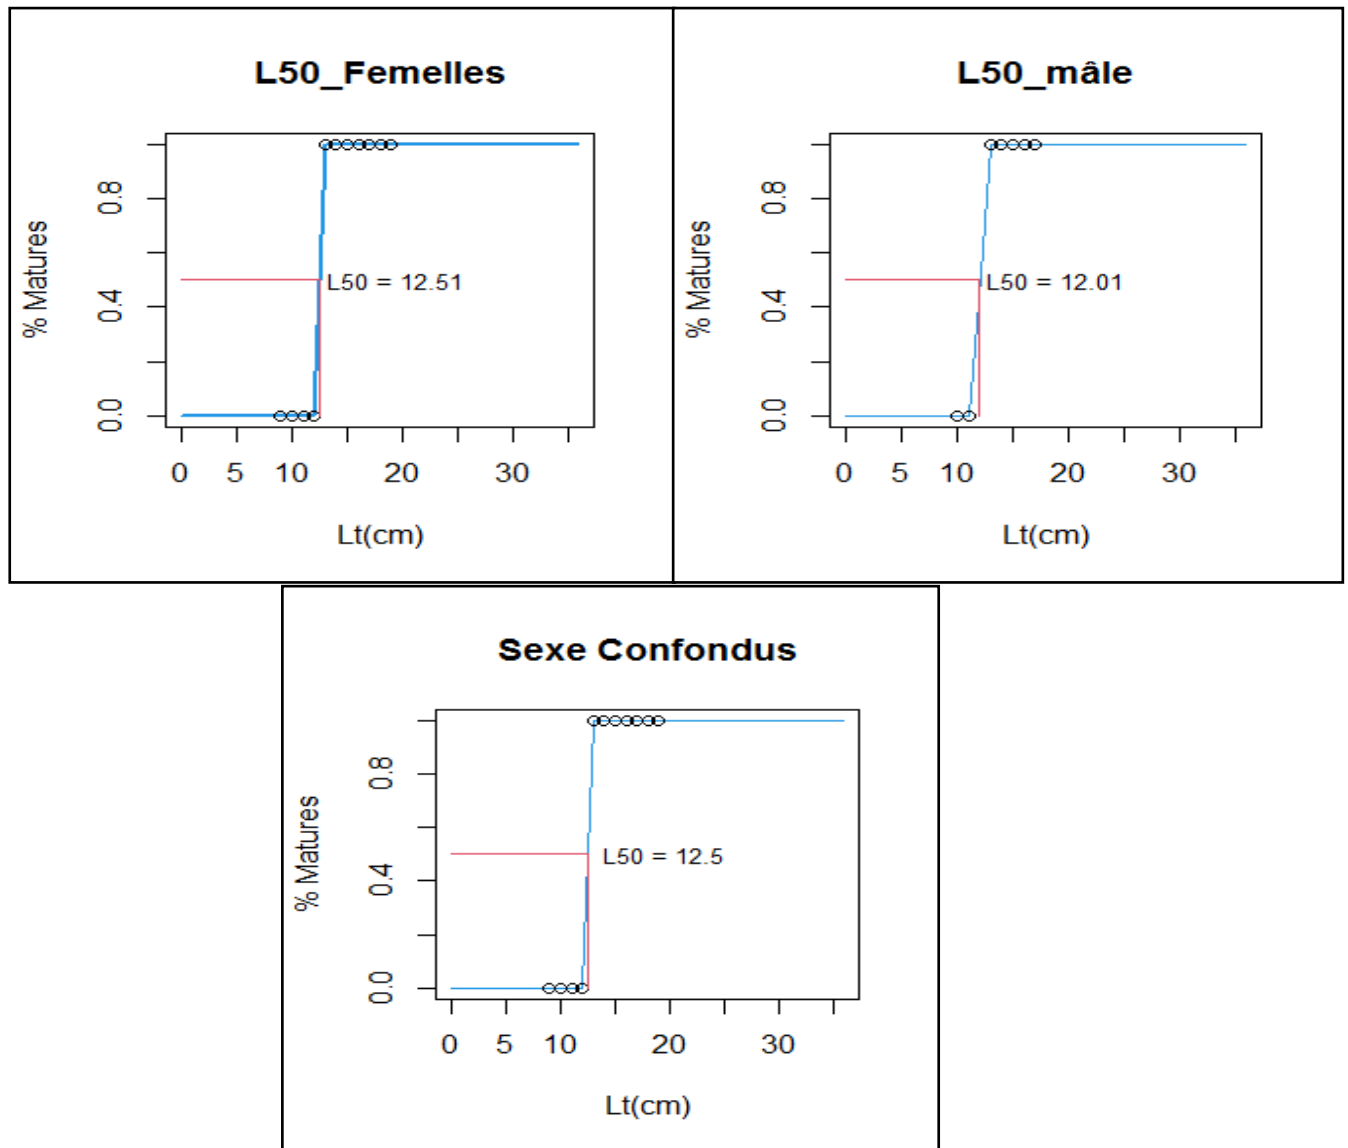 L50_Femelles
% Matures
0.0 0.4 0.8
L50 = 12.51
0 5 10 20 30
Lt(cm)
L50_mâle
% Matures
0.0 0.4 0.8
L50 = 12.01
0 5 10 20 30
Lt(cm)
Sexe Confondus
% Matures
0.0 0.4 0.8
L50 = 12.5
0 5 10 20 30
Lt(cm)